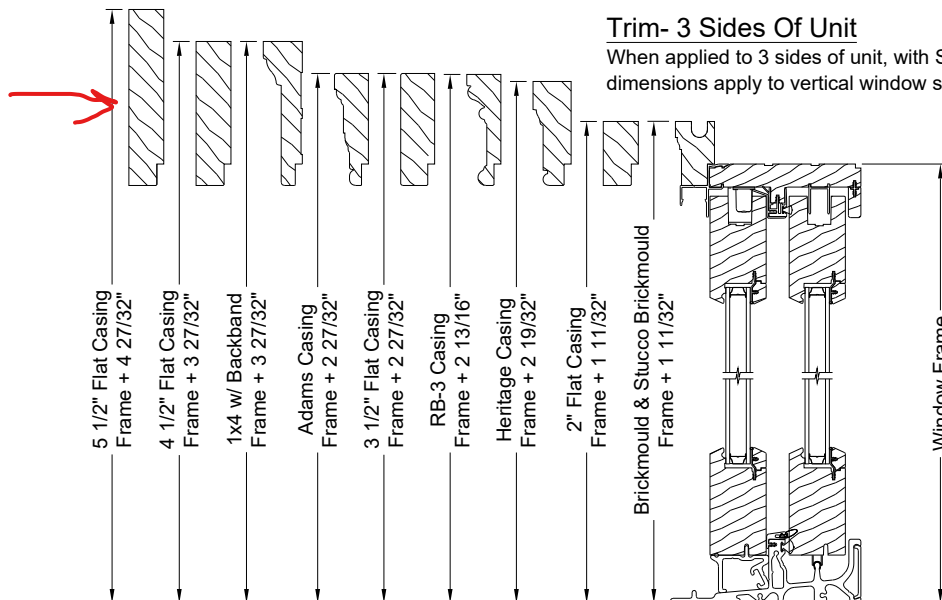 Trim- 3 Sides Of Unit
When applied to 3 sides of unit, with
dimensions apply to vertical window
5 1/2" Flat Casing
Frame + 4 27/32"
4 1/2" Flat Casing
Frame + 3 27/32"
1x4 w/ Backband
Frame + 3 27/32"
Adams Casing
Frame + 2 27/32"
3 1/2" Flat Casing
Frame + 2 27/32"
RB-3 Casing
Frame + 2 13/16"
Heritage Casing
Frame + 2 19/32"
2" Flat Casing
Frame + 1 11/32"
Brickmould & Stucco Brickmould
Frame + 1 11/32"
Window Frame